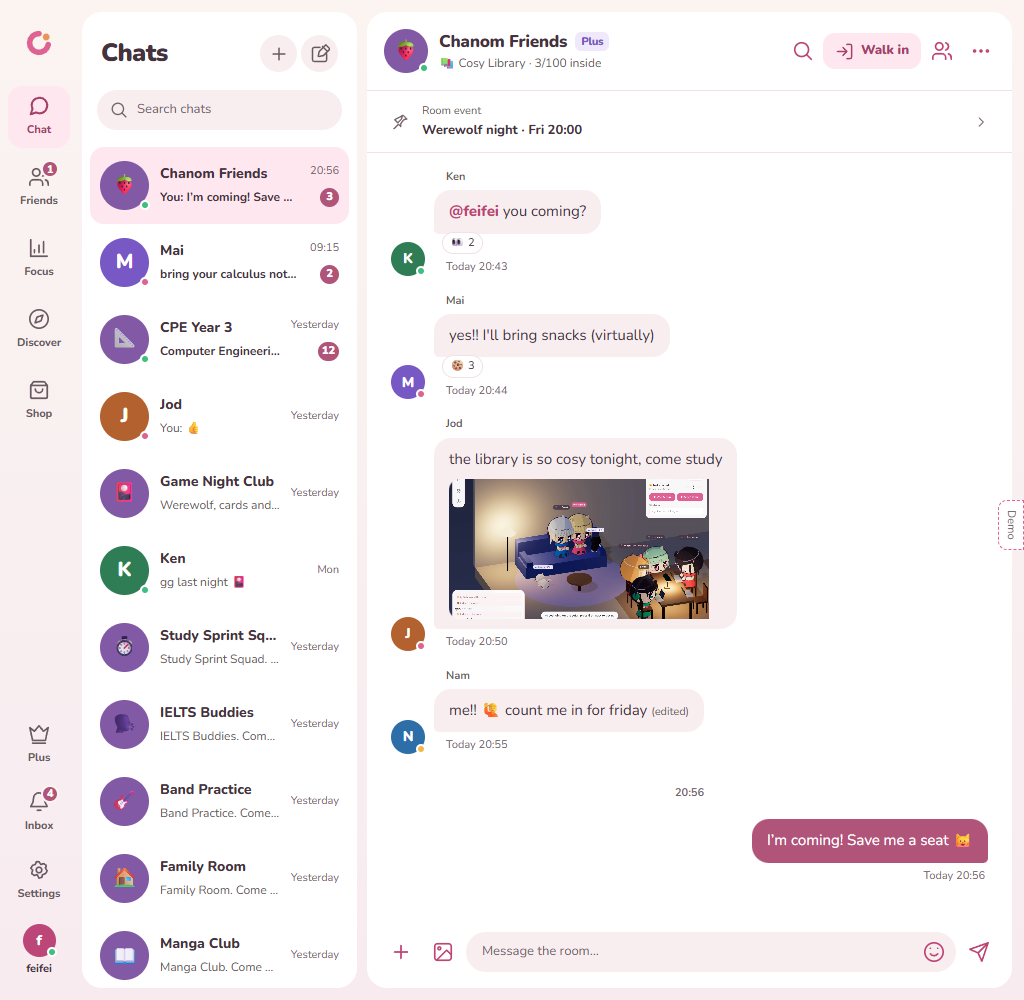 Chat
1
Friends
Focus
Discover
Shop
Plus
4
Inbox
Settings
f
feifei
Chats
Search chats
Chanom Friends
20:56
You: I'm coming! Save ...
3
M
Mai
09:15
bring your calculus not...
2
CPE Year 3
Yesterday
Computer Engineeri...
12
J
Jod
Yesterday
You: 👍
Game Night Club
Yesterday
Werewolf, cards and...
K
Ken
Mon
gg last night
Study Sprint Sq...
Yesterday
Study Sprint Squad. ...
IELTS Buddies
Yesterday
IELTS Buddies. Com...
Band Practice
Yesterday
Band Practice. Come...
Family Room
Yesterday
Family Room. Come ...
Manga Club
Yesterday
Manga Club. Come ...
Chanom Friends Plus
Cosy Library · 3/100 inside
Walk in
Room event
Werewolf night · Fri 20:00
Ken
@feifei you coming?
2
K
Today 20:43
Mai
yes!! I'll bring snacks (virtually)
3
M
Today 20:44
Jod
the library is so cosy tonight, come study
J
Today 20:50
Nam
me!! count me in for friday (edited)
N
Today 20:55
20:56
I'm coming! Save me a seat
Today 20:56
Message the room...
Demo